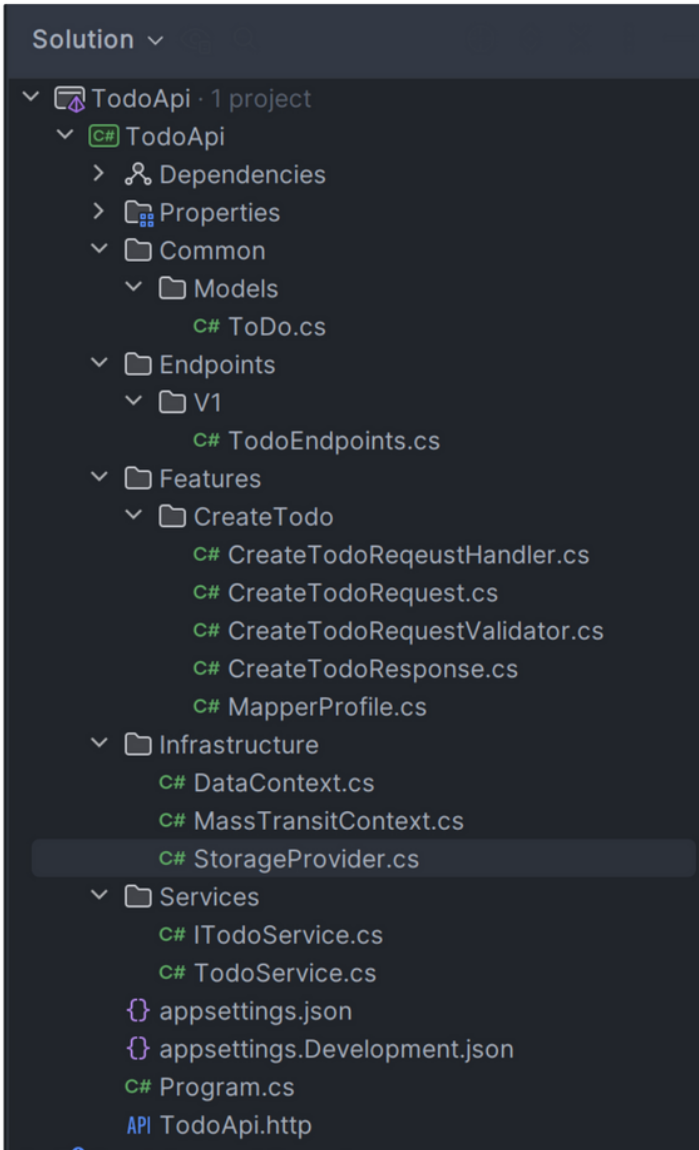 Solution
TodoApi · 1 project
C# TodoApi
Dependencies
Properties
Common
Models
C# ToDo.cs
Endpoints
V1
C# TodoEndpoints.cs
Features
CreateTodo
C# CreateTodoReqeustHandler.cs
C# CreateTodoRequest.cs
C# CreateTodoRequestValidator.cs
C# CreateTodoResponse.cs
C# MapperProfile.cs
Infrastructure
C# DataContext.cs
C# MassTransitContext.cs
C# StorageProvider.cs
Services
C# ITodoService.cs
C# TodoService.cs
{} appsettings.json
{} appsettings.Development.json
C# Program.cs
API TodoApi.http